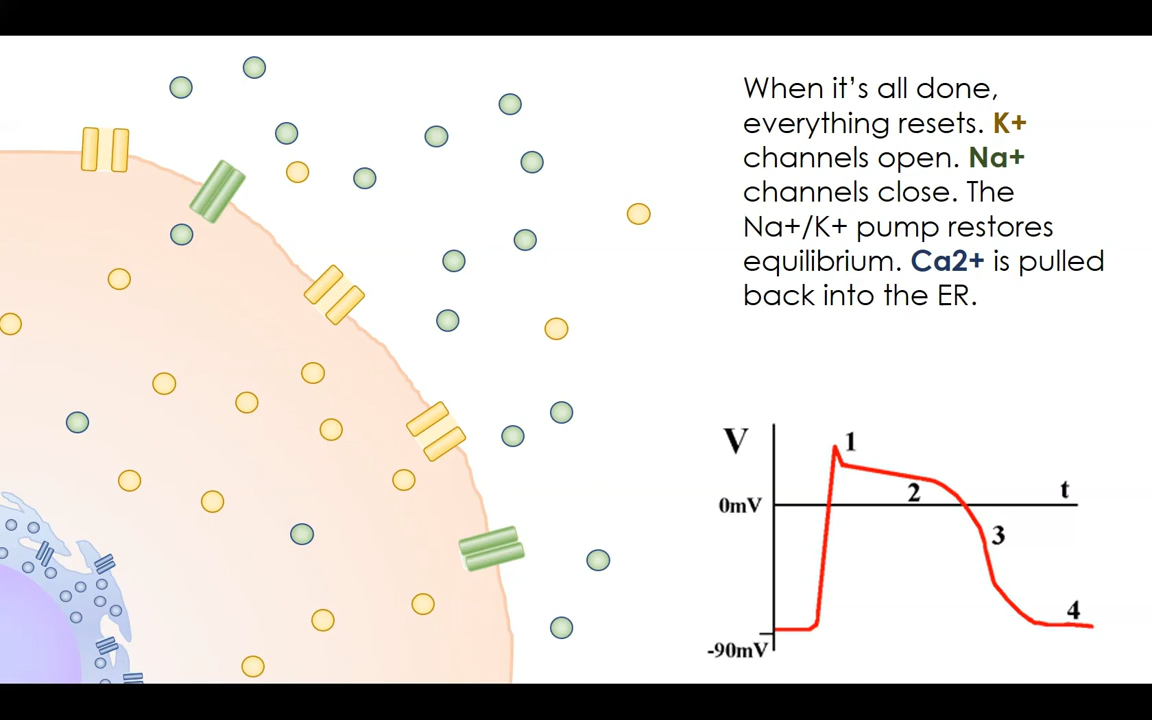 When it's all done,
everything resets. K+
channels open. Na+
channels close. The
Na+/K+ pump restores
equilibrium. Ca2+ is pulled
back into the ER.
V
1
2
0mV
t
3
4
-90mV